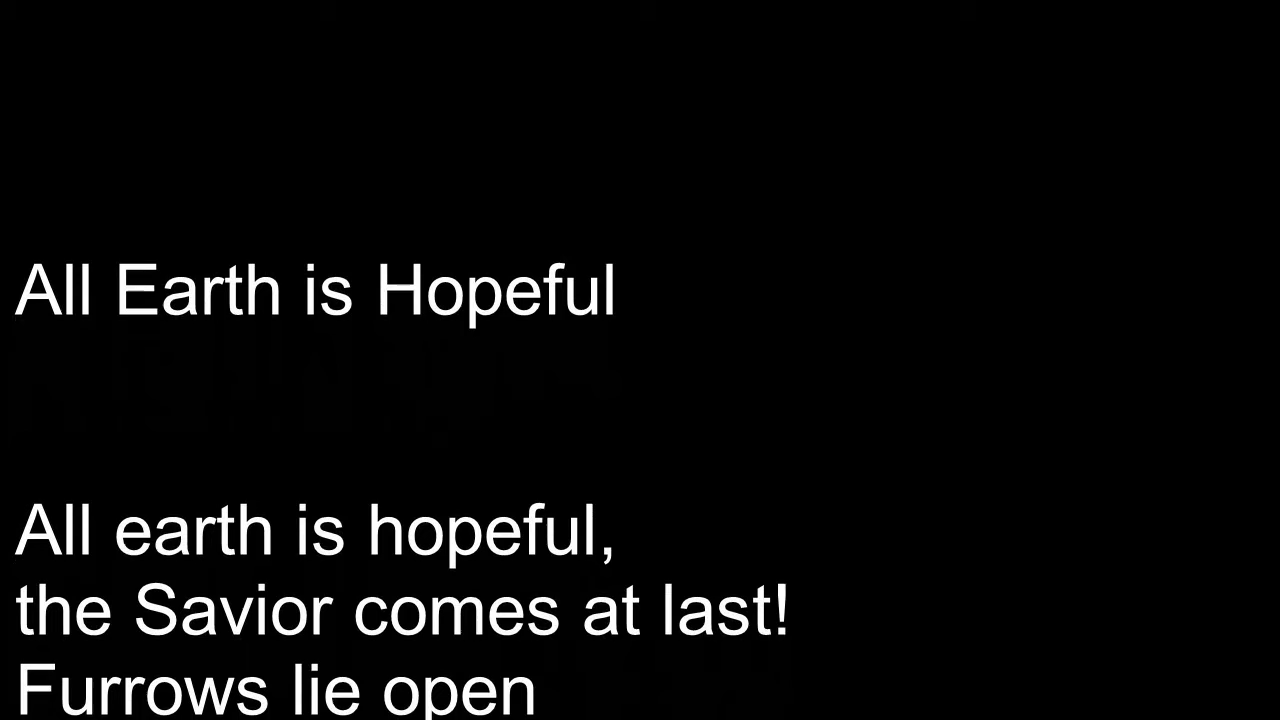 All Earth is Hopeful
All earth is hopeful,
the Savior comes at last!
Furrows lie open